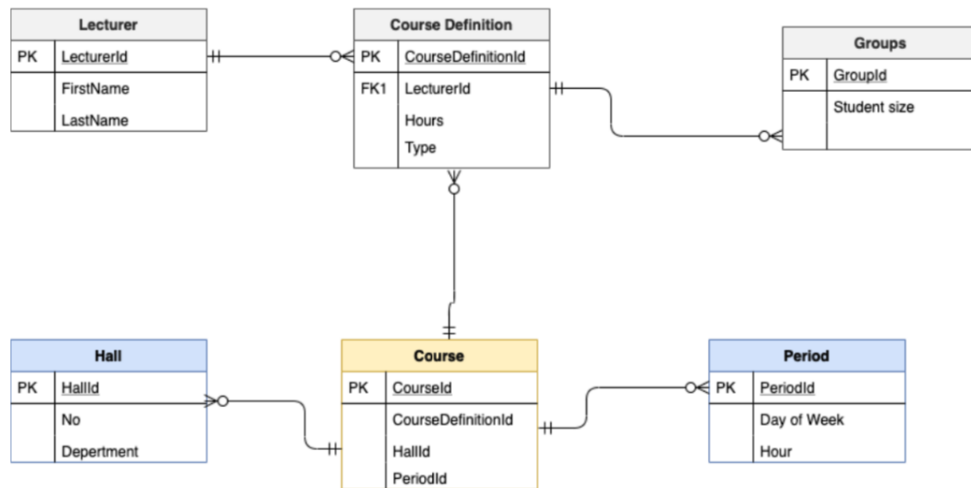 Lecturer
PK LecturerId
FirstName
LastName
Course Definition
PK CourseDefinitionId
FK1 LecturerId
Hours
Type
Groups
PK GroupId
Student size
Hall
PK HallId
No
Depertment
Course
PK CourseId
CourseDefinitionId
HallId
PeriodId
Period
PK PeriodId
Day of Week
Hour